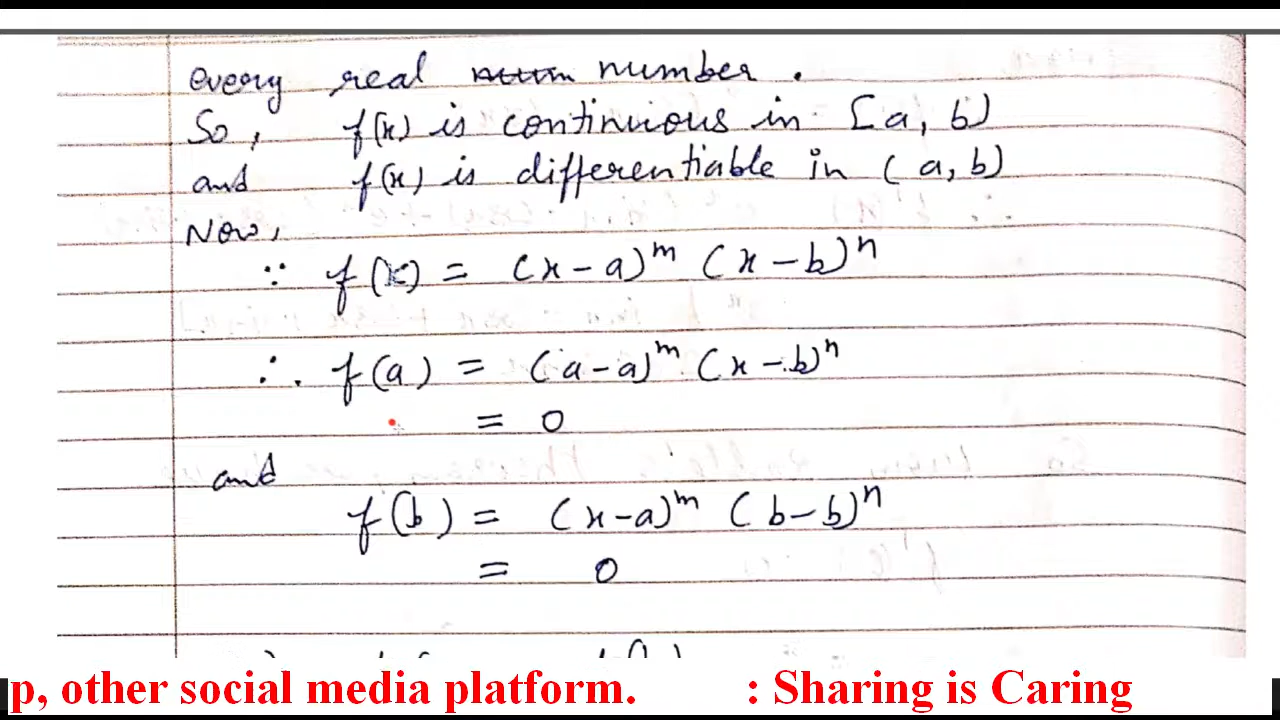 every real number .
So, f(x) is continuous in [a, b]
and f(x) is differentiable in (a, b)
Now,
∵ f(x) = (x-a)^m (x-b)^n
∴ f(a) = (a-a)^m (x-b)^n
= 0
and
f(b) = (x-a)^m (b-b)^n
= 0
p, other social media platform. : Sharing is Caring